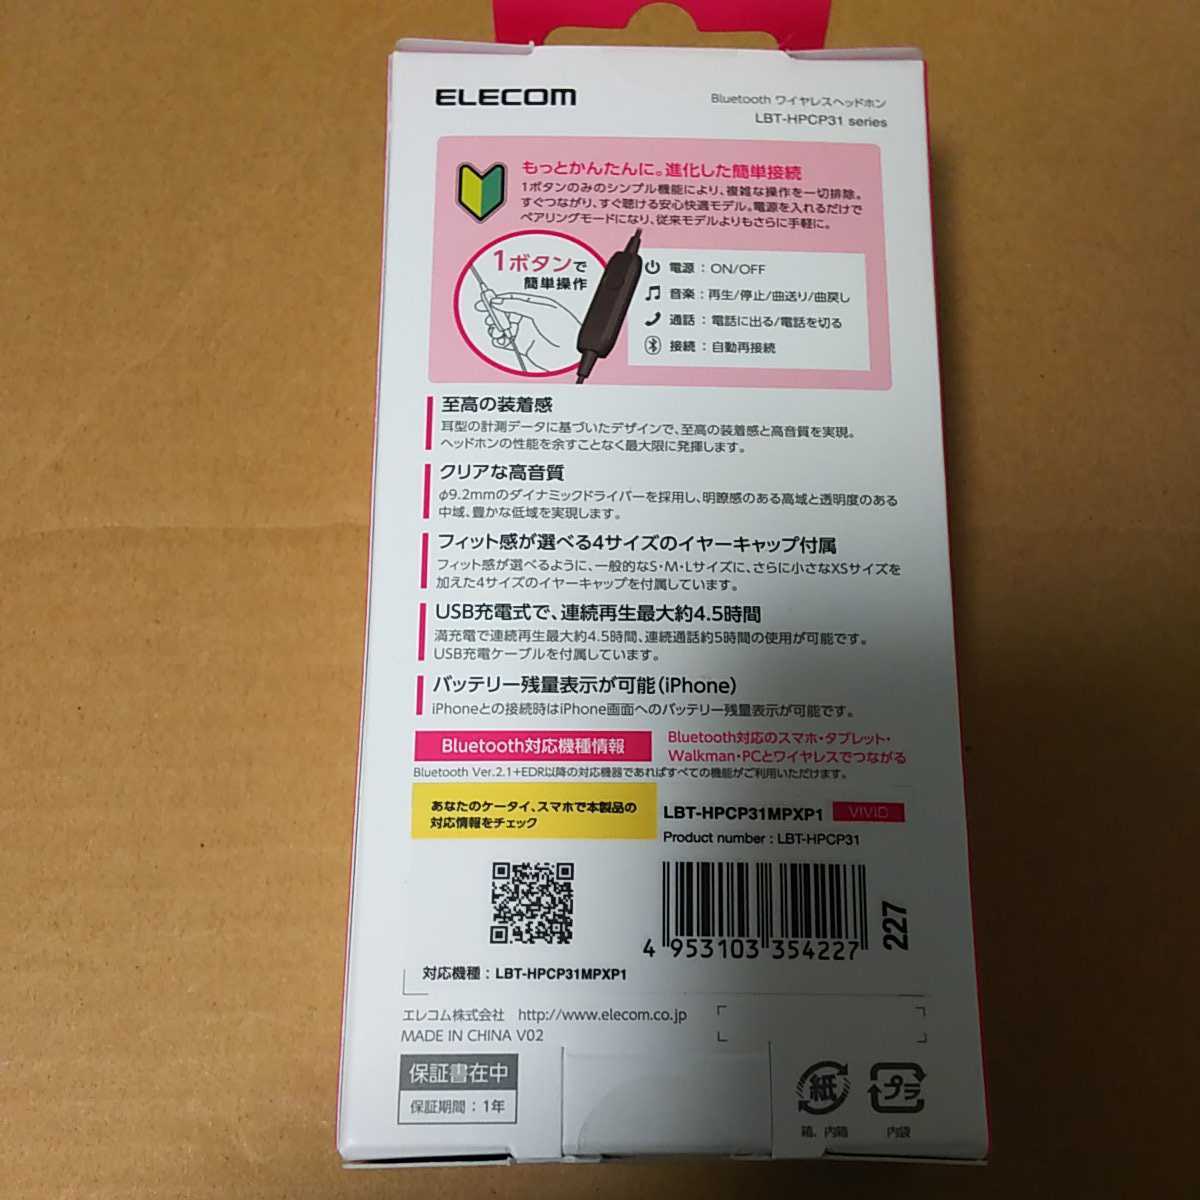 ELECOM
Bluetooth ワイヤレスヘッドホン
LBT-HPCP31 series
もっとかんたんに。進化した簡単接続
1ボタンのみのシンプル機能により、複雑な操作を一切排除。
すぐつながり、すぐ聴ける安心快適モデル。電源を入れるだけで
ペアリングモードになり、従来モデルよりもさらに手軽に。
1ボタンで
簡単操作
電源：ON/OFF
音楽：再生/停止/曲送り/曲戻し
通話：電話に出る/電話を切る
接続：自動再接続
至高の装着感
耳型の計測データに基づいたデザインで、至高の装着感と高音質を実現。
ヘッドホンの性能を余すことなく最大限に発揮します。
クリアな高音質
φ9.2mmのダイナミックドライバーを採用し、明瞭感のある高域と透明度のある
中域、豊かな低域を実現します。
フィット感が選べる4サイズのイヤーキャップ付属
フィット感が選べるように、一般的なS・M・Lサイズに、さらに小さなXSサイズを
加えた4サイズのイヤーキャップを付属しています。
USB充電式で、連続再生最大約4.5時間
満充電で連続再生最大約4.5時間、連続通話約5時間の使用が可能です。
USB充電ケーブルを付属しています。
バッテリー残量表示が可能（iPhone）
iPhoneとの接続時はiPhone画面へのバッテリー残量表示が可能です。
Bluetooth対応機種情報
Bluetooth対応のスマホ・タブレット・
Walkman・PCとワイヤレスでつながる
Bluetooth Ver.2.1+EDR以降の対応機器であればすべての機能がご利用いただけます。
あなたのケータイ、スマホで本製品の
対応情報をチェック
LBT-HPCP31MPXP1 VIVID
Product number : LBT-HPCP31
227
4 953103 354227
対応機種：LBT-HPCP31MPXP1
エレコム株式会社 http://www.elecom.co.jp
MADE IN CHINA V02
保証書在中
保証期間：1年
紙
箱、内箱
プラ
内袋